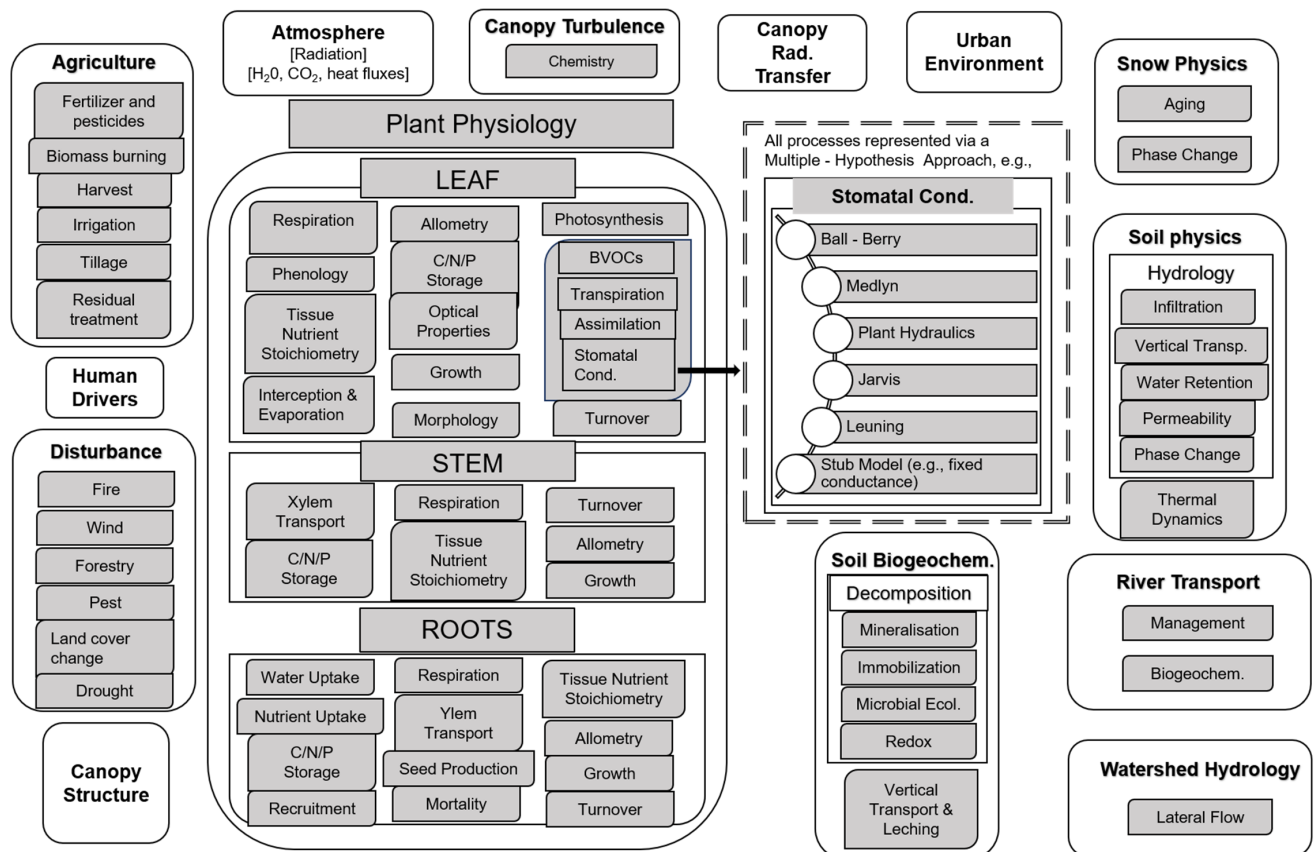 Agriculture
Fertilizer and
pesticides
Biomass burning
Harvest
Irrigation
Tillage
Residual
treatment
Human
Drivers
Disturbance
Fire
Wind
Forestry
Pest
Land cover
change
Drought
Canopy
Structure
Atmosphere
[Radiation]
[H₂0, CO₂, heat fluxes]
Canopy Turbulence
Chemistry
Canopy
Rad.
Transfer
Urban
Environment
Plant Physiology
LEAF
Respiration
Phenology
Tissue
Nutrient
Stoichiometry
Interception &
Evaporation
Allometry
C/N/P
Storage
Optical
Properties
Growth
Morphology
Photosynthesis
BVOCs
Transpiration
Assimilation
Stomatal
Cond.
Turnover
STEM
Xylem
Transport
C/N/P
Storage
Respiration
Tissue
Nutrient
Stoichiometry
Turnover
Allometry
Growth
ROOTS
Water Uptake
Nutrient Uptake
C/N/P
Storage
Recruitment
Respiration
Ylem
Transport
Seed Production
Mortality
Tissue Nutrient
Stoichiometry
Allometry
Growth
Turnover
All processes represented via a
Multiple - Hypothesis Approach, e.g.,
Stomatal Cond.
Ball - Berry
Medlyn
Plant Hydraulics
Jarvis
Leuning
Stub Model (e.g., fixed
conductance)
Soil Biogeochem.
Decomposition
Mineralisation
Immobilization
Microbial Ecol.
Redox
Vertical
Transport &
Leching
Snow Physics
Aging
Phase Change
Soil physics
Hydrology
Infiltration
Vertical Transp.
Water Retention
Permeability
Phase Change
Thermal
Dynamics
River Transport
Management
Biogeochem.
Watershed Hydrology
Lateral Flow